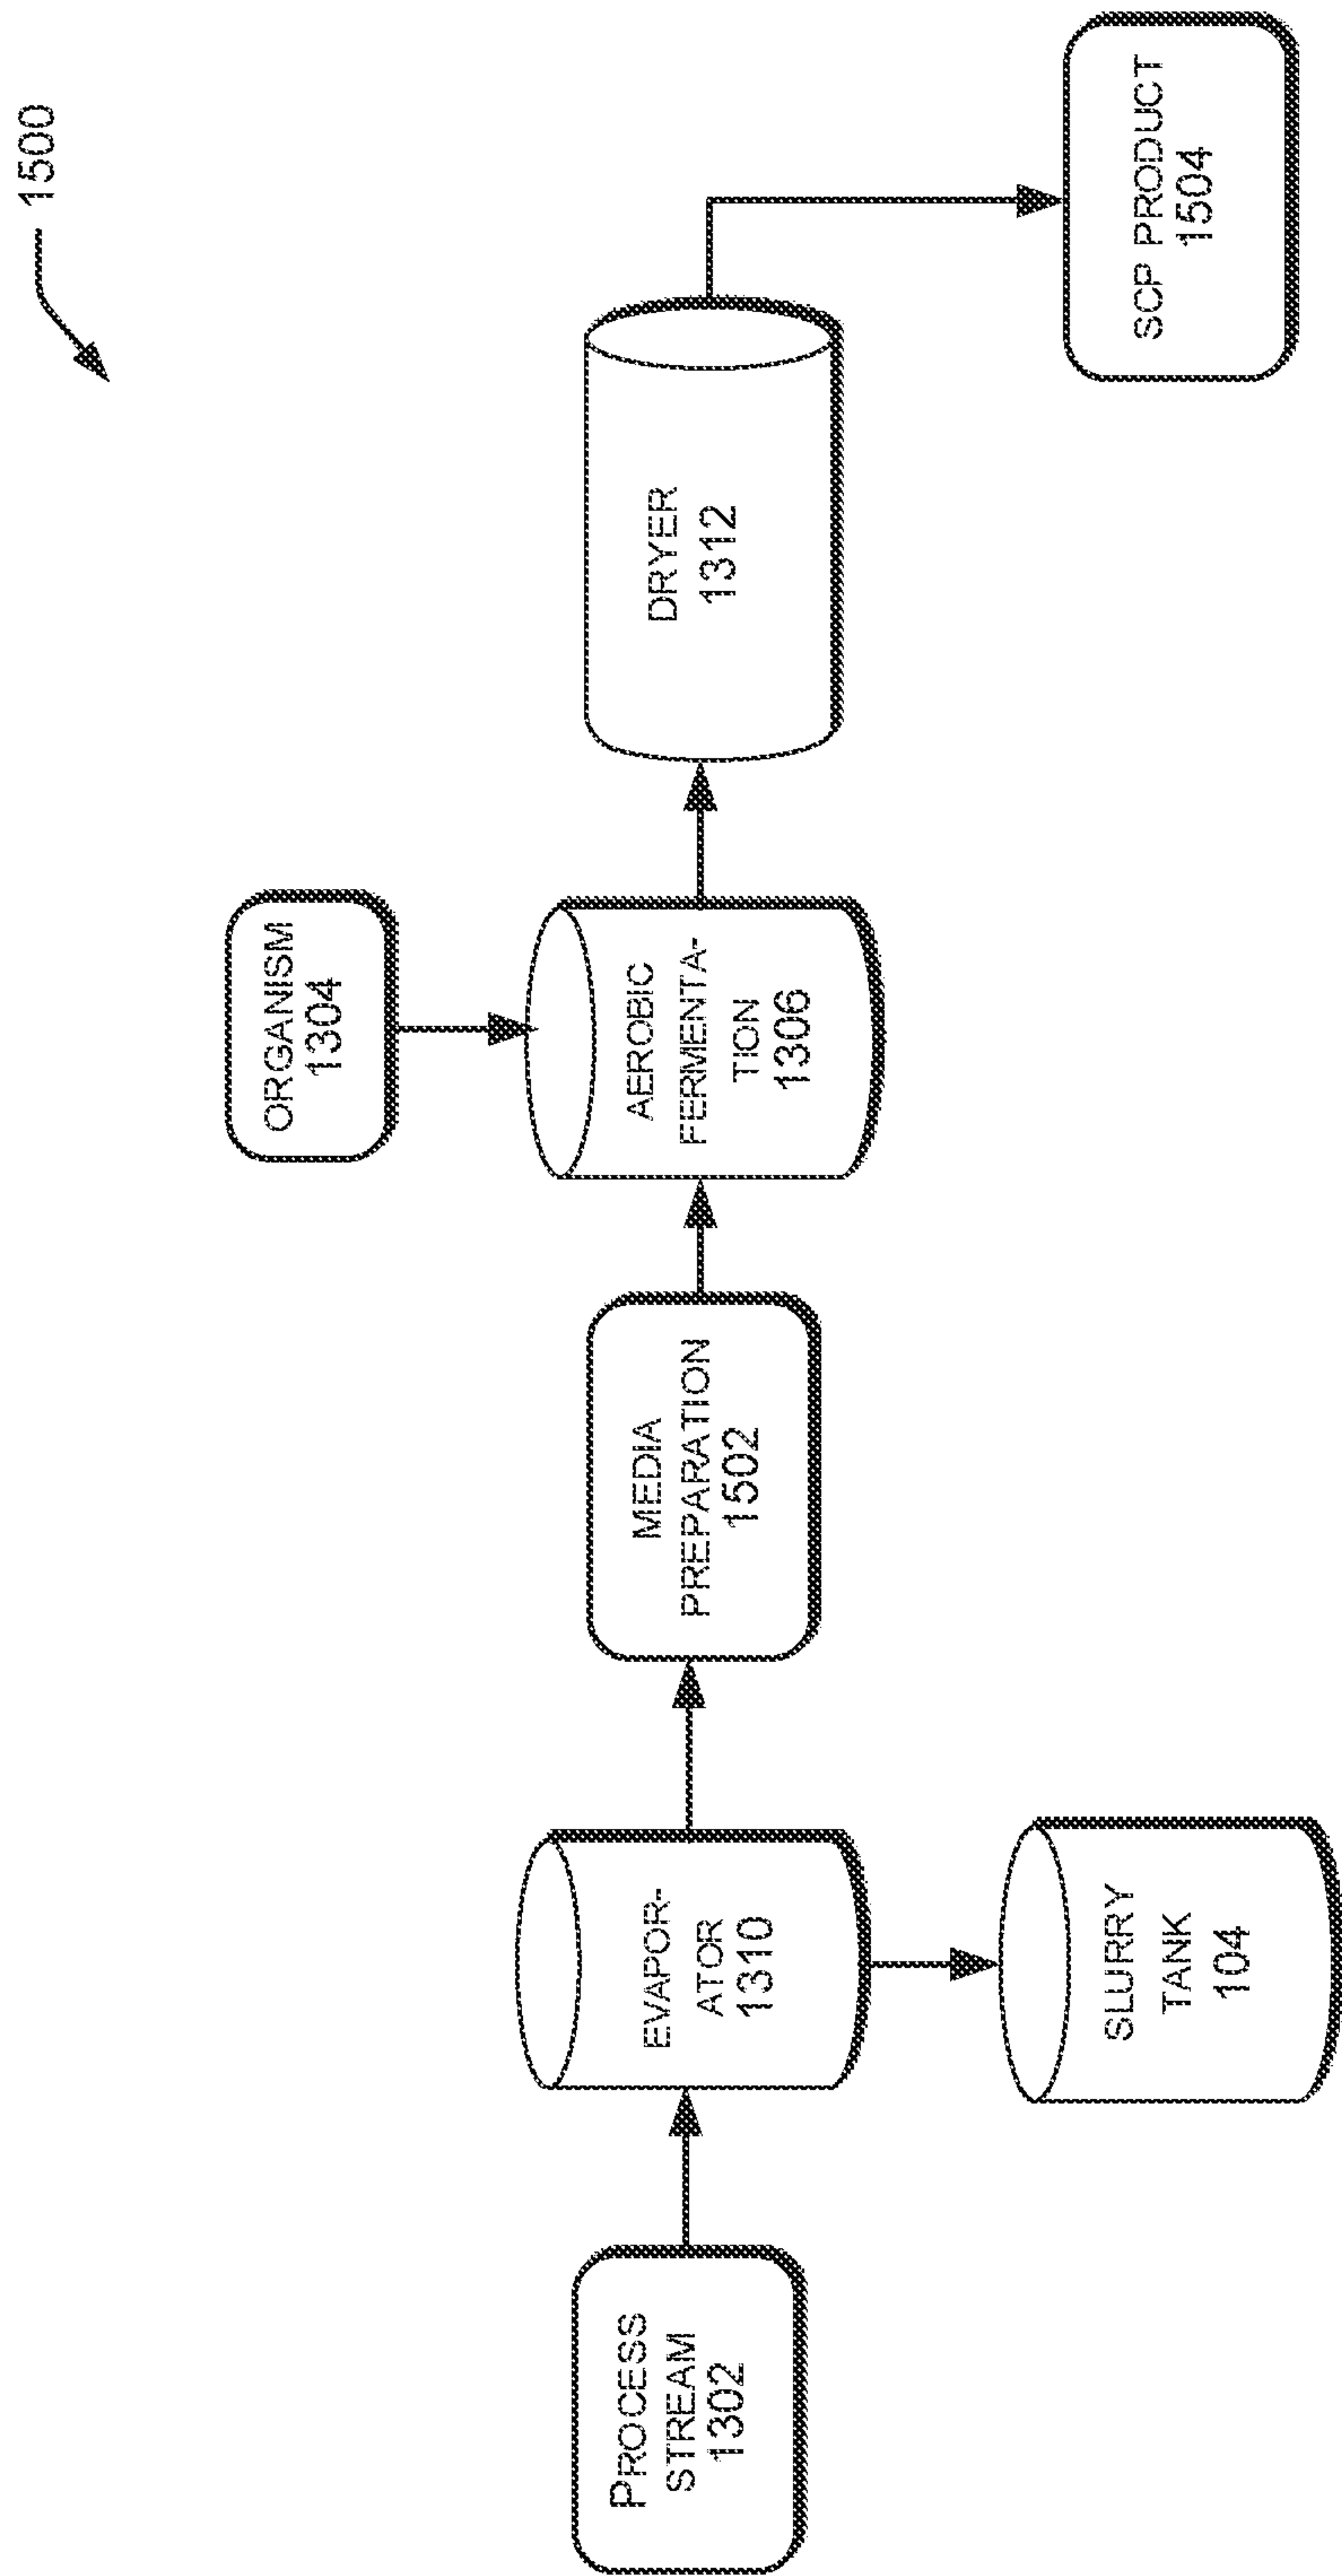 1500
ORGANISM
1304
PROCESS
STREAM
1302
EVAPOR-
ATOR
1310
MEDIA
PREPARATION
1502
AEROBIC
FERMENTA-
TION
1306
DRYER
1312
SLURRY
TANK
104
SCP PRODUCT
1504